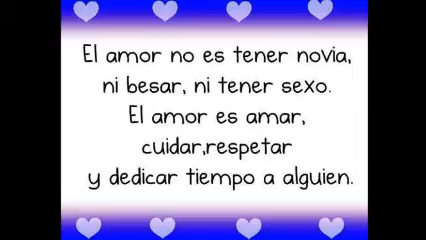 El amor no es tener novia,
ni besar, ni tener sexo.
El amor es amar,
cuidar,respetar
y dedicar tiempo a alguien.